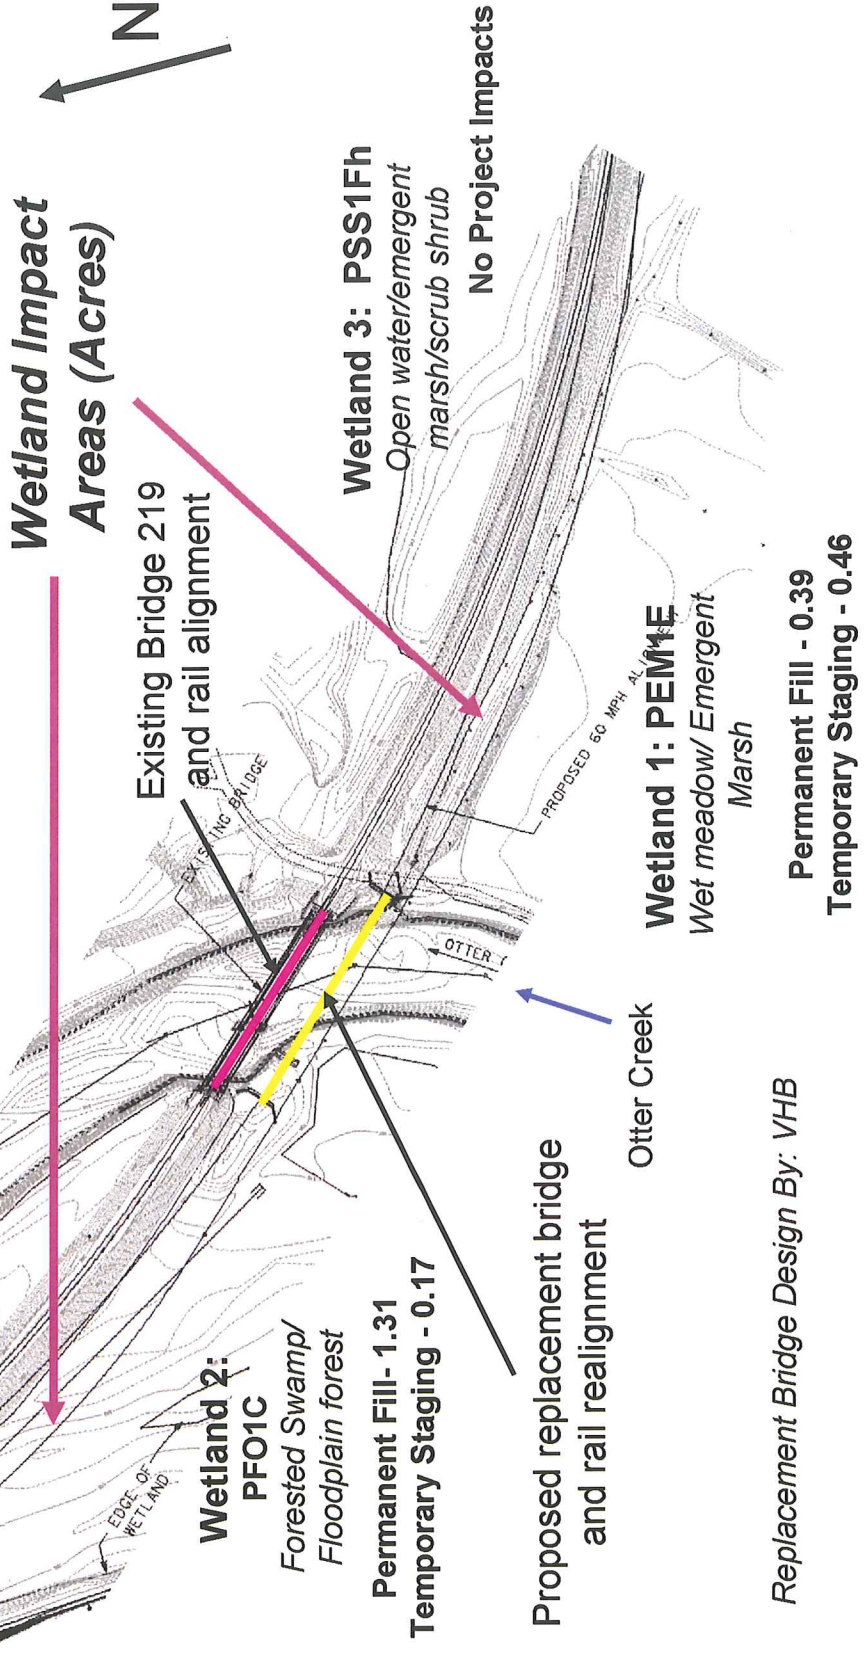 N
Wetland Impact
Areas (Acres)
Existing Bridge 219
and rail alignment
Wetland 3: PSS1Fh
Open water/emergent
marsh/scrub shrub
No Project Impacts
EXISTING BRIDGE
EDGE OF
WETLAND
OTTER
PROPOSED 60 MPH ALIGNMENT
Wetland 2:
PFO1C
Forested Swamp/
Floodplain forest
Permanent Fill- 1.31
Temporary Staging - 0.17
Proposed replacement bridge
and rail realignment
Otter Creek
Wetland 1: PEM1E
Wet meadow/ Emergent
Marsh
Permanent Fill - 0.39
Temporary Staging - 0.46
Replacement Bridge Design By: VHB